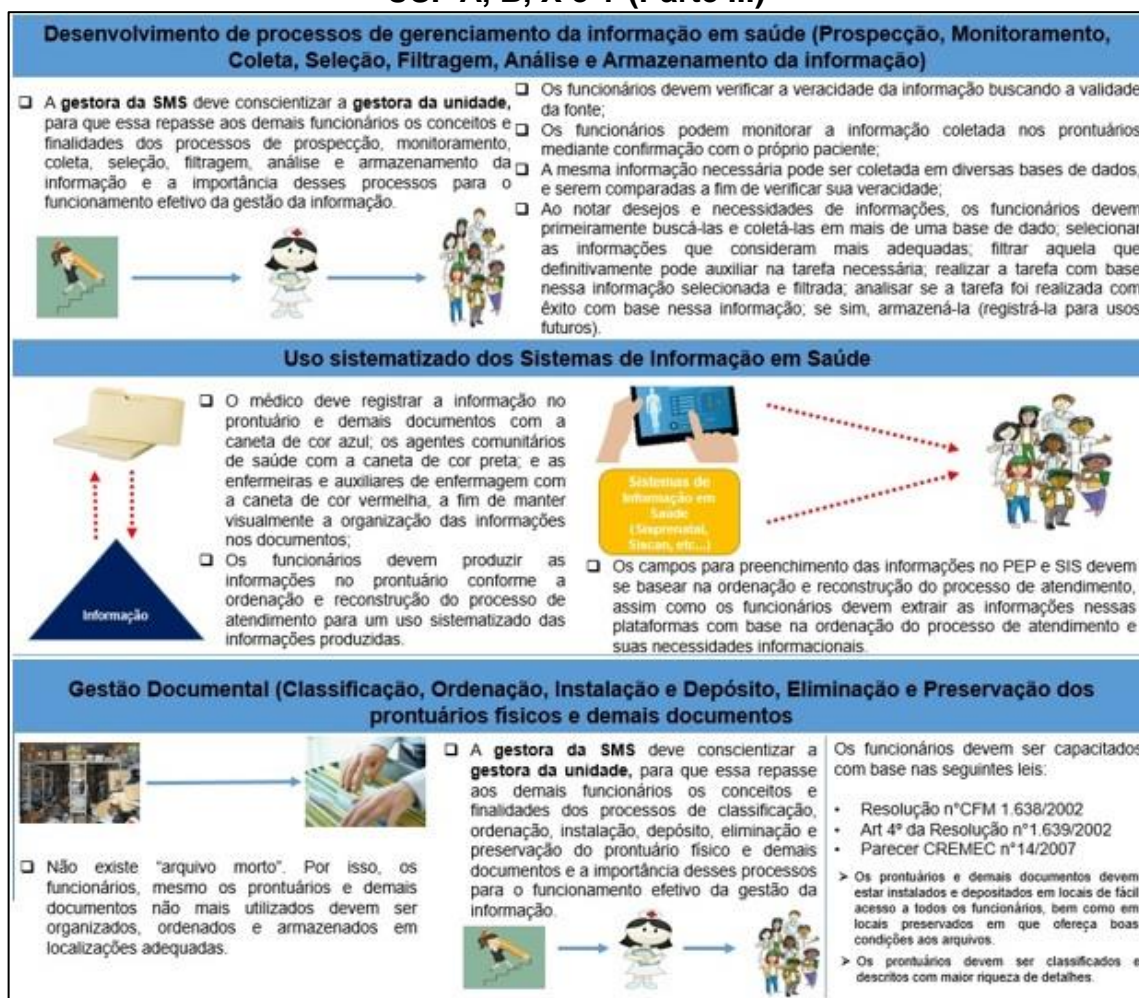 Desenvolvimento de processos de gerenciamento da informação em saúde (Prospecção, Monitoramento,
Coleta, Seleção, Filtragem, Análise e Armazenamento da informação)
❑ A gestora da SMS deve conscientizar a gestora da unidade,
para que essa repasse aos demais funcionários os conceitos e
finalidades dos processos de prospecção, monitoramento,
coleta, seleção, filtragem, análise e armazenamento da
informação e a importância desses processos para o
funcionamento efetivo da gestão da informação.
❑ Os funcionários devem verificar a veracidade da informação buscando a validade
da fonte;
❑ Os funcionários podem monitorar a informação coletada nos prontuários
mediante confirmação com o próprio paciente;
❑ A mesma informação necessária pode ser coletada em diversas bases de dados,
e serem comparadas a fim de verificar sua veracidade;
❑ Ao notar desejos e necessidades de informações, os funcionários devem
primeiramente buscá-las e coletá-las em mais de uma base de dado; selecionar
as informações que consideram mais adequadas; filtrar aquela que
definitivamente pode auxiliar na tarefa necessária; realizar a tarefa com base
nessa informação selecionada e filtrada; analisar se a tarefa foi realizada com
êxito com base nessa informação; se sim, armazená-la (registrá-la para usos
futuros).
Uso sistematizado dos Sistemas de Informação em Saúde
Informação
❑ O médico deve registrar a informação no
prontuário e demais documentos com a
caneta de cor azul; os agentes comunitários
de saúde com a caneta de cor preta; e as
enfermeiras e auxiliares de enfermagem com
a caneta de cor vermelha, a fim de manter
visualmente a organização das informações
nos documentos;
❑ Os funcionários devem produzir as
informações no prontuário conforme a
ordenação e reconstrução do processo de
atendimento para um uso sistematizado das
informações produzidas.
Sistemas de
Informação em
Saúde
(Sisprenatal,
Siscan, etc...)
❑ Os campos para preenchimento das informações no PEP e SIS devem
se basear na ordenação e reconstrução do processo de atendimento,
assim como os funcionários devem extrair as informações nessas
plataformas com base na ordenação do processo de atendimento e
suas necessidades informacionais.
Gestão Documental (Classificação, Ordenação, Instalação e Depósito, Eliminação e Preservação dos
prontuários físicos e demais documentos
❑ Não existe "arquivo morto". Por isso, os
funcionários, mesmo os prontuários e demais
documentos não mais utilizados devem ser
organizados, ordenados e armazenados em
localizações adequadas.
❑ A gestora da SMS deve conscientizar a
gestora da unidade, para que essa repasse
aos demais funcionários os conceitos e
finalidades dos processos de classificação,
ordenação, instalação, depósito, eliminação e
preservação do prontuário físico e demais
documentos e a importância desses processos
para o funcionamento efetivo da gestão da
informação.
Os funcionários devem ser capacitados
com base nas seguintes leis:
• Resolução n°CFM 1.638/2002
• Art 4º da Resolução n°1.639/2002
• Parecer CREMEC n°14/2007
➢ Os prontuários e demais documentos devem
estar instalados e depositados em locais de fácil
acesso a todos os funcionários, bem como em
locais preservados em que ofereça boas
condições aos arquivos.
➢ Os prontuários devem ser classificados e
descritos com maior riqueza de detalhes.